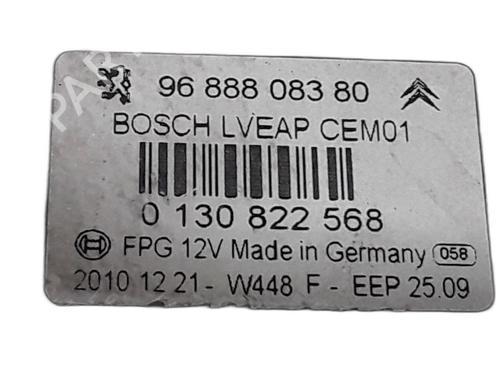 96 888 083 80
BOSCH LVEAP CEM01
0 130 822 568
FPG 12V Made in Germany 058
2010 12 21 - W448 F - EEP 25.09